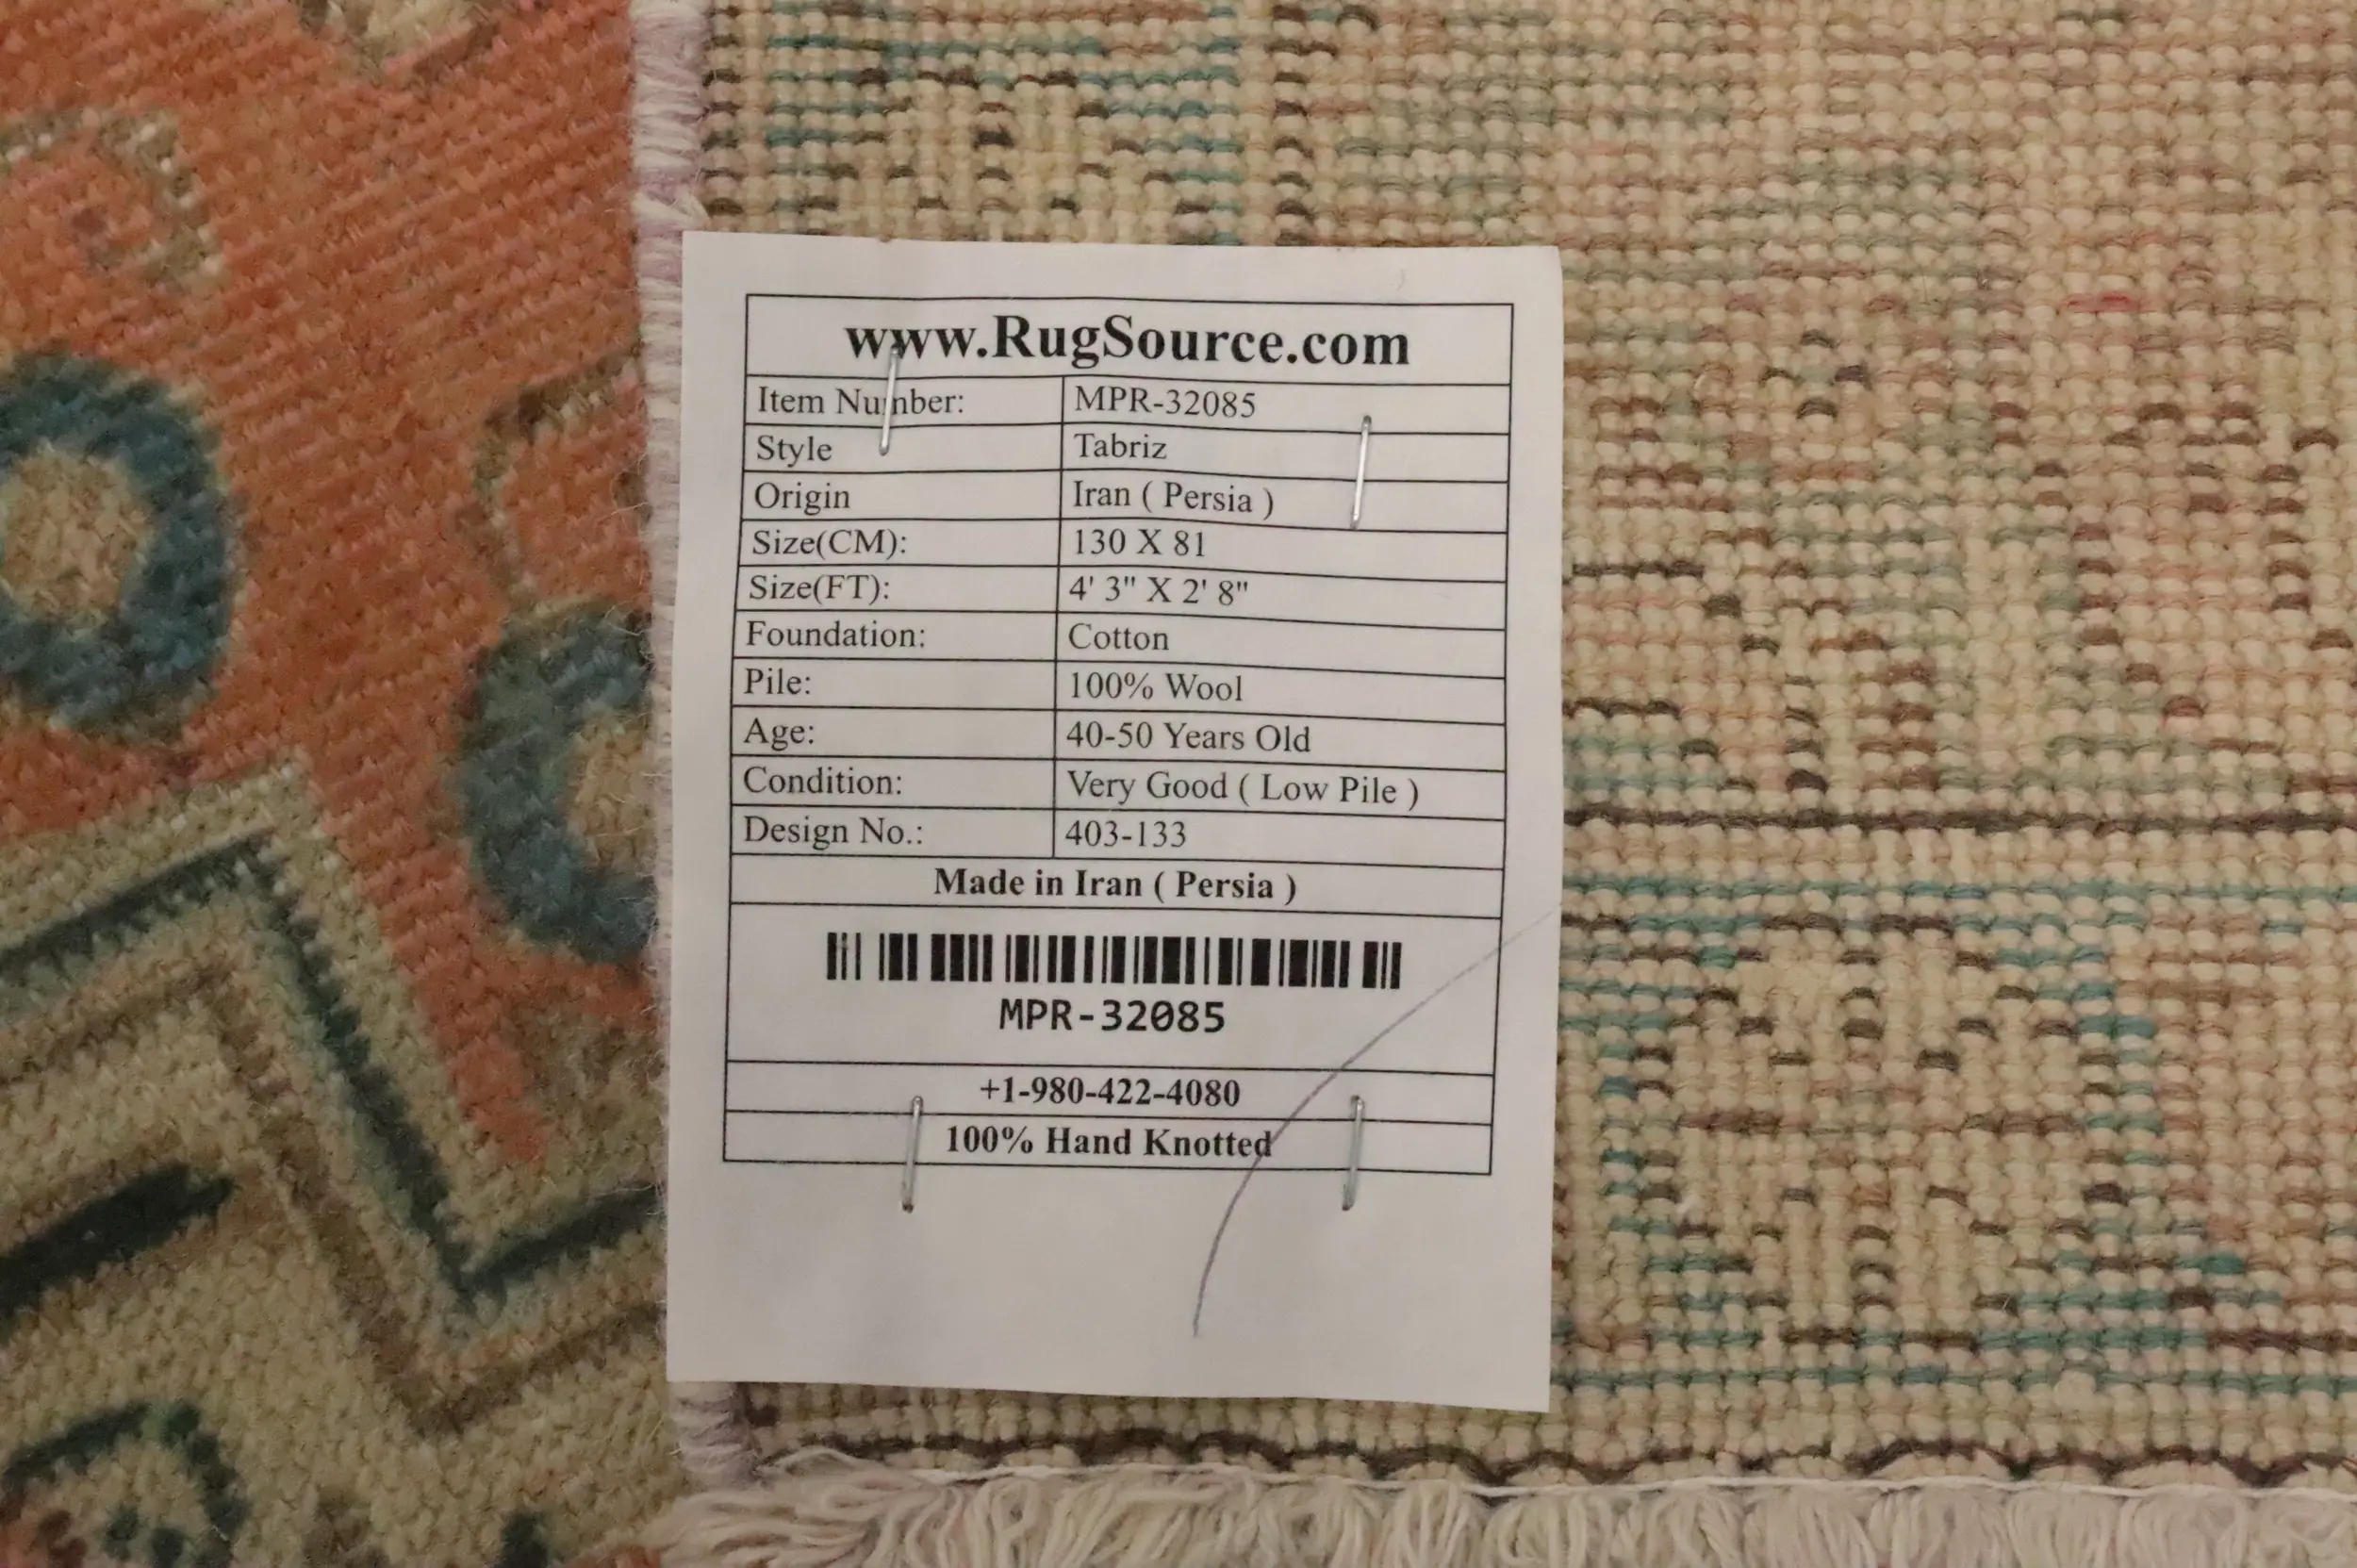 www.RugSource.com
Item Number: MPR-32085
Style Tabriz
Origin Iran ( Persia )
Size(CM): 130 X 81
Size(FT): 4' 3" X 2' 8"
Foundation: Cotton
Pile: 100% Wool
Age: 40-50 Years Old
Condition: Very Good ( Low Pile )
Design No.: 403-133
Made in Iran ( Persia )
MPR-32085
+1-980-422-4080
100% Hand Knotted